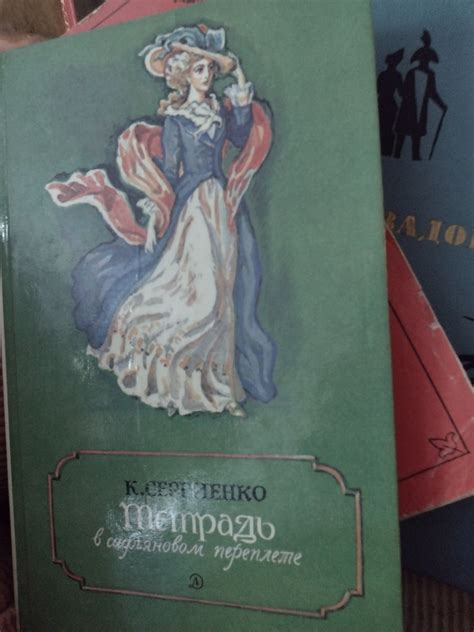 К. СЕРГИЕНКО
Тетрадь
в сафьяновом переплете
Д